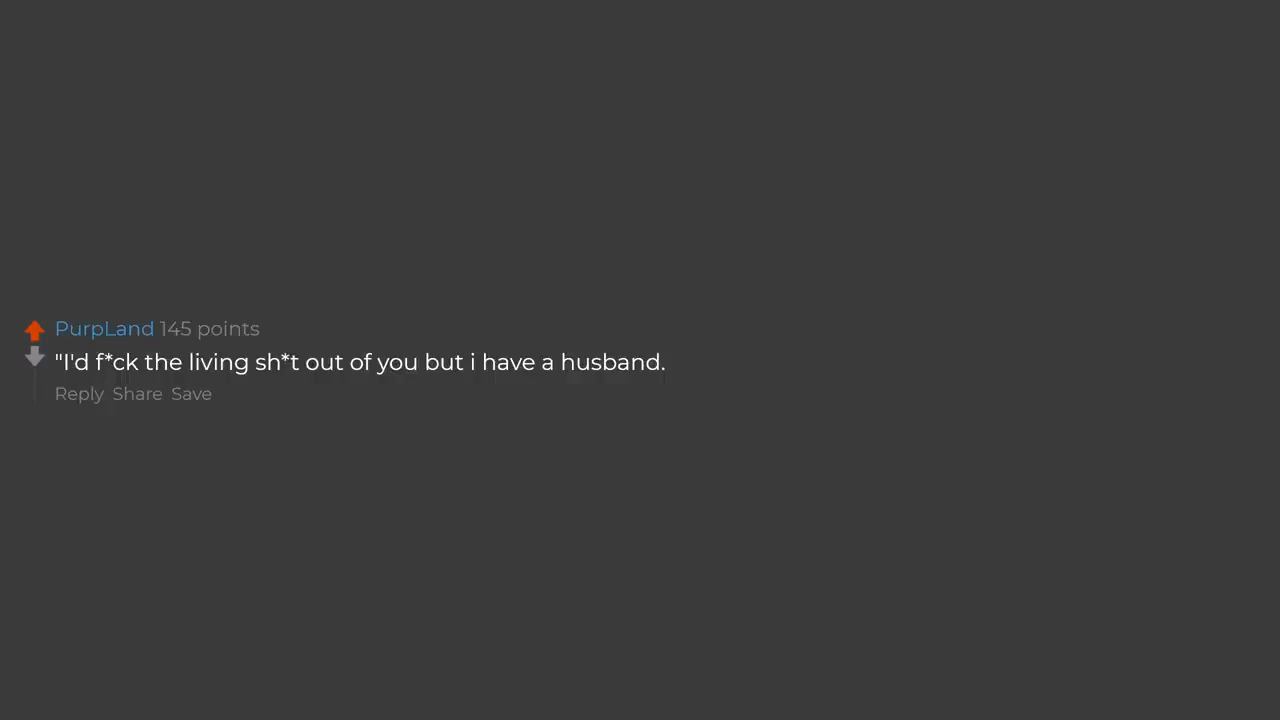 PurpLand 145 points
"I'd f*ck the living sh*t out of you but i have a husband.
Reply Share Save